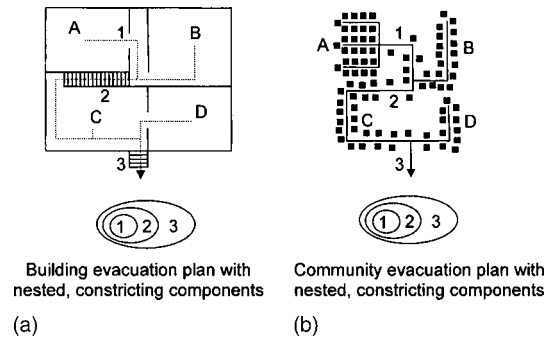 A
1
B
2
C
D
3
1 2 3
Building evacuation plan with
nested, constricting components
(a)
1
A
B
2
C
D
3
1 2 3
Community evacuation plan with
nested, constricting components
(b)